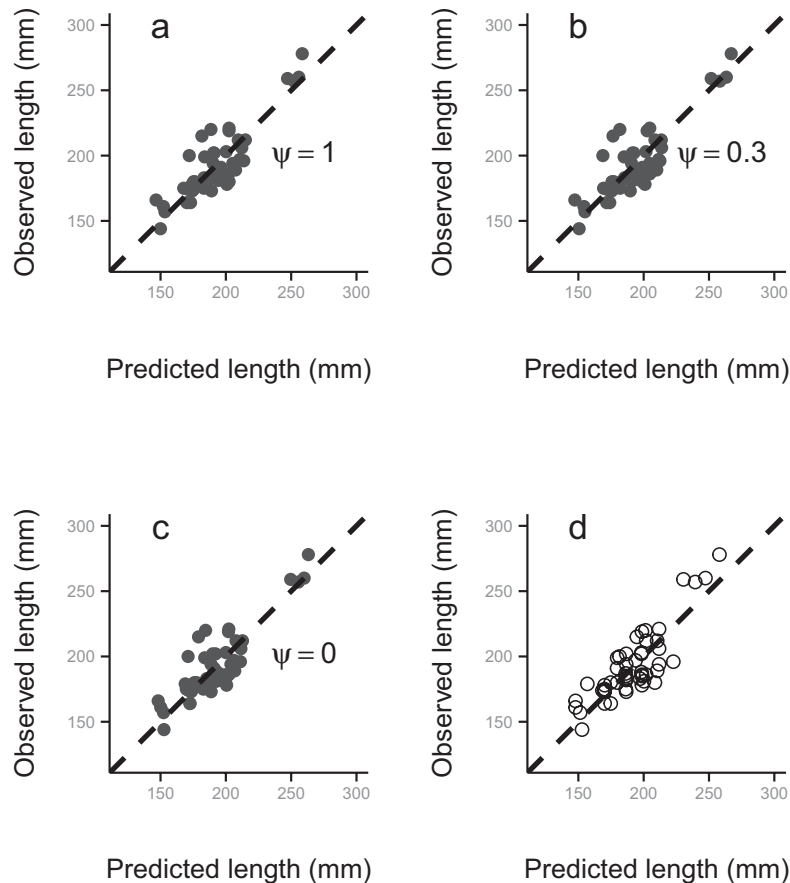 a
300
250
200
150
ψ = 1
150 200 250 300
Observed length (mm)
Predicted length (mm)
b
300
250
200
150
ψ = 0.3
150 200 250 300
Observed length (mm)
Predicted length (mm)
c
300
250
200
150
ψ = 0
150 200 250 300
Observed length (mm)
Predicted length (mm)
d
300
250
200
150
150 200 250 300
Observed length (mm)
Predicted length (mm)